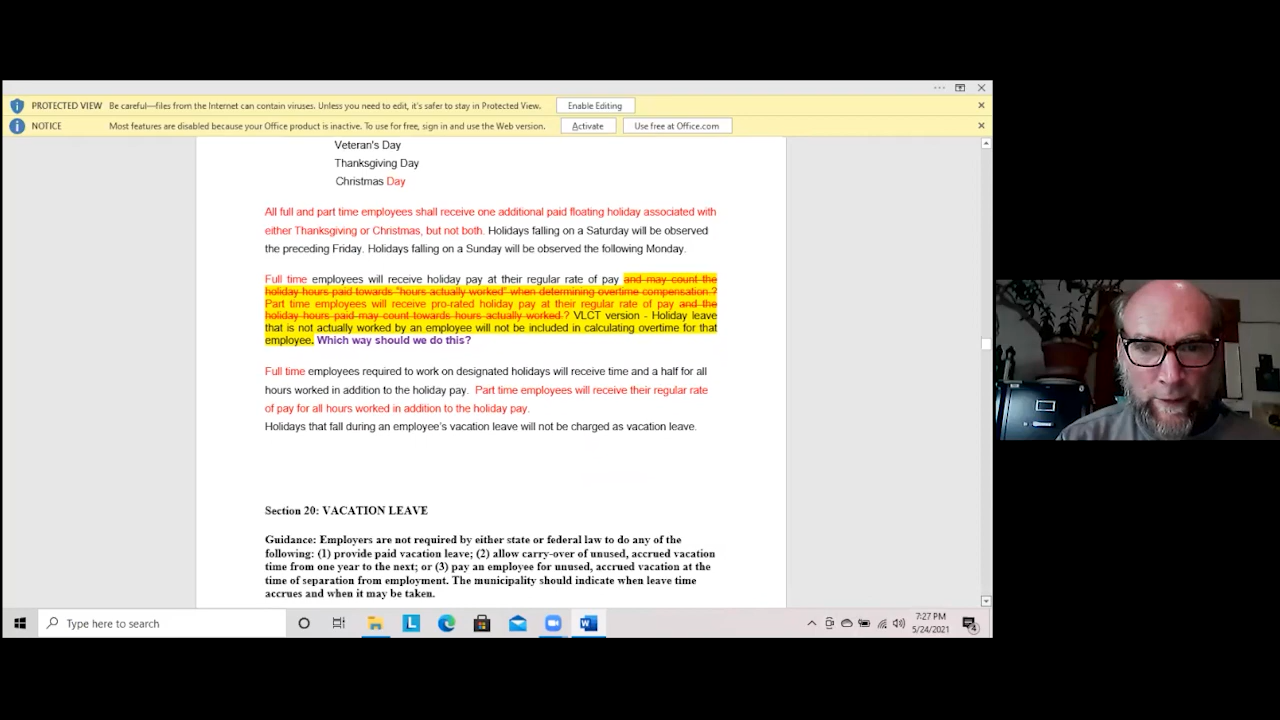 PROTECTED VIEW Be careful—files from the Internet can contain viruses. Unless you need to edit, it's safer to stay in Protected View. Enable Editing
NOTICE Most features are disabled because your Office product is inactive. To use for free, sign in and use the Web version. Activate Use free at Office.com
Veteran's Day
Thanksgiving Day
Christmas Day
All full and part time employees shall receive one additional paid floating holiday associated with
either Thanksgiving or Christmas, but not both. Holidays falling on a Saturday will be observed
the preceding Friday. Holidays falling on a Sunday will be observed the following Monday.
Full time employees will receive holiday pay at their regular rate of pay and may count the
holiday hours paid towards "hours actually worked" when determining overtime compensation ?
Part time employees will receive pro-rated holiday pay at their regular rate of pay and the
holiday hours paid may count towards hours actually worked ? VLCT version - Holiday leave
that is not actually worked by an employee will not be included in calculating overtime for that
employee. Which way should we do this?
Full time employees required to work on designated holidays will receive time and a half for all
hours worked in addition to the holiday pay. Part time employees will receive their regular rate
of pay for all hours worked in addition to the holiday pay.
Holidays that fall during an employee's vacation leave will not be charged as vacation leave.
Section 20: VACATION LEAVE
Guidance: Employers are not required by either state or federal law to do any of the
following: (1) provide paid vacation leave; (2) allow carry-over of unused, accrued vacation
time from one year to the next; or (3) pay an employee for unused, accrued vacation at the
time of separation from employment. The municipality should indicate when leave time
accrues and when it may be taken.
Type here to search
7:27 PM
5/24/2021
4